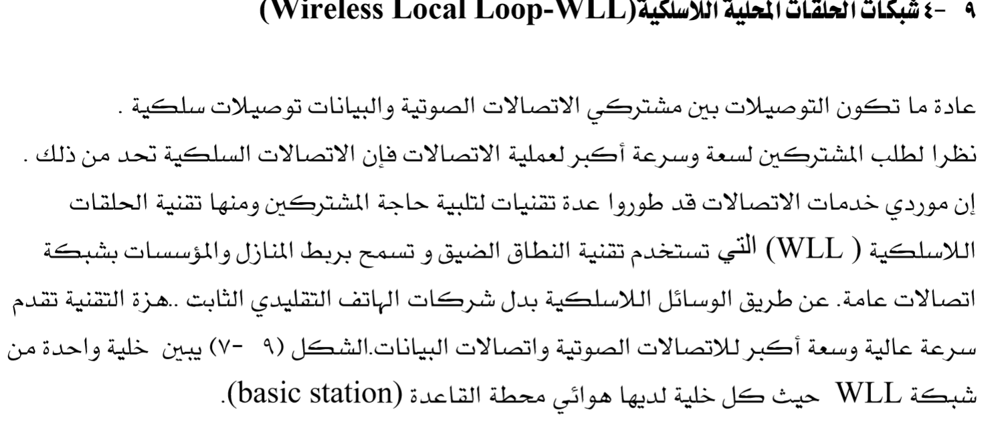 ٩ -٤ شبكات الحلقات المحلية اللاسلكية(Wireless Local Loop-WLL)
عادة ما تكون التوصيلات بين مشتركي الاتصالات الصوتية والبيانات توصيلات سلكية .
نظرا لطلب المشتركين لسعة وسرعة أكبر لعملية الاتصالات فإن الاتصالات السلكية تحد من ذلك .
إن موردي خدمات الاتصالات قد طوروا عدة تقنيات لتلبية حاجة المشتركين ومنها تقنية الحلقات
اللاسلكية ( WLL) التي تستخدم تقنية النطاق الضيق و تسمح بربط المنازل والمؤسسات بشبكة
اتصالات عامة. عن طريق الوسائل اللاسلكية بدل شركات الهاتف التقليدي الثابت ..هزة التقنية تقدم
سرعة عالية وسعة أكبر للاتصالات الصوتية واتصالات البيانات.الشكل (٩ -٧) يبين خلية واحدة من
شبكة WLL حيث كل خلية لديها هوائي محطة القاعدة (basic station).